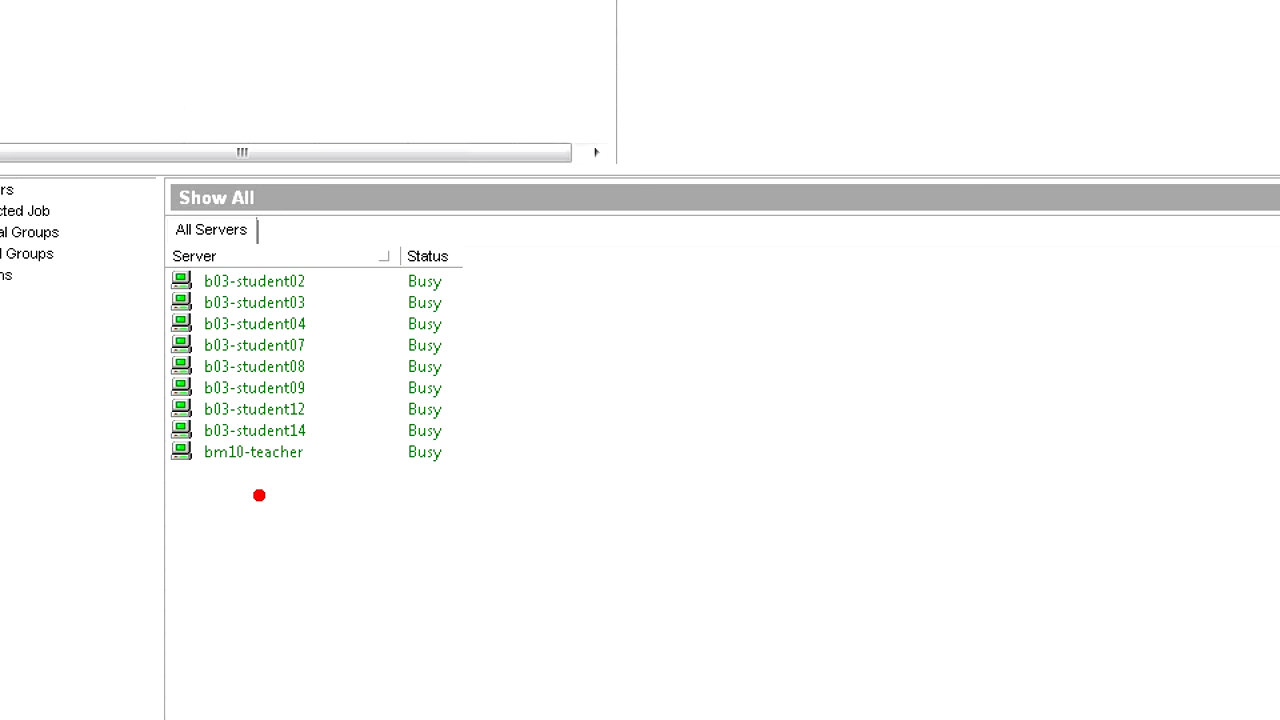 rs
cted Job
al Groups
l Groups
ns
Show All
All Servers
Server Status
b03-student02 Busy
b03-student03 Busy
b03-student04 Busy
b03-student07 Busy
b03-student08 Busy
b03-student09 Busy
b03-student12 Busy
b03-student14 Busy
bm10-teacher Busy